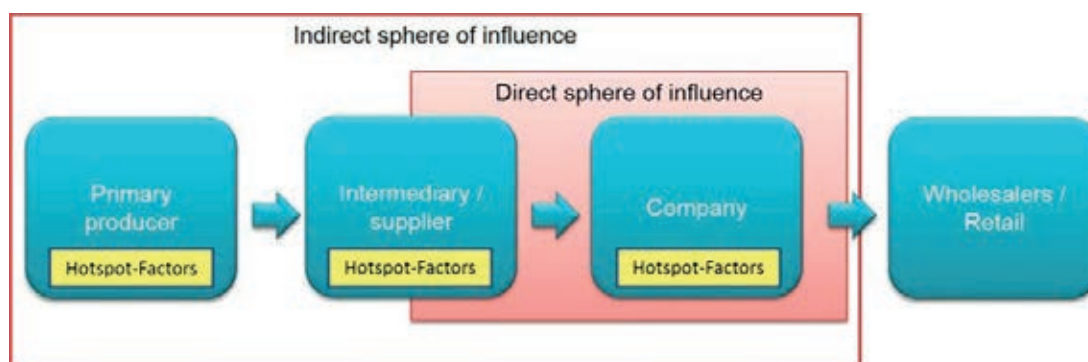 Indirect sphere of influence
Direct sphere of influence
Primary
producer
Hotspot-Factors
Intermediary /
supplier
Hotspot-Factors
Company
Hotspot-Factors
Wholesalers /
Retail